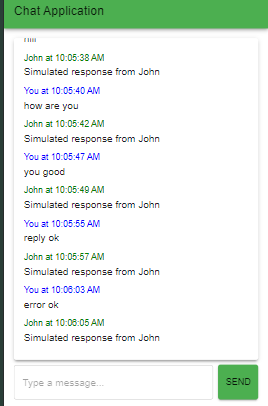 Chat Application
John at 10:05:38 AM
Simulated response from John
You at 10:05:40 AM
how are you
John at 10:05:42 AM
Simulated response from John
You at 10:05:47 AM
you good
John at 10:05:49 AM
Simulated response from John
You at 10:05:55 AM
reply ok
John at 10:05:57 AM
Simulated response from John
You at 10:06:03 AM
error ok
John at 10:06:05 AM
Simulated response from John
Type a message...
SEND